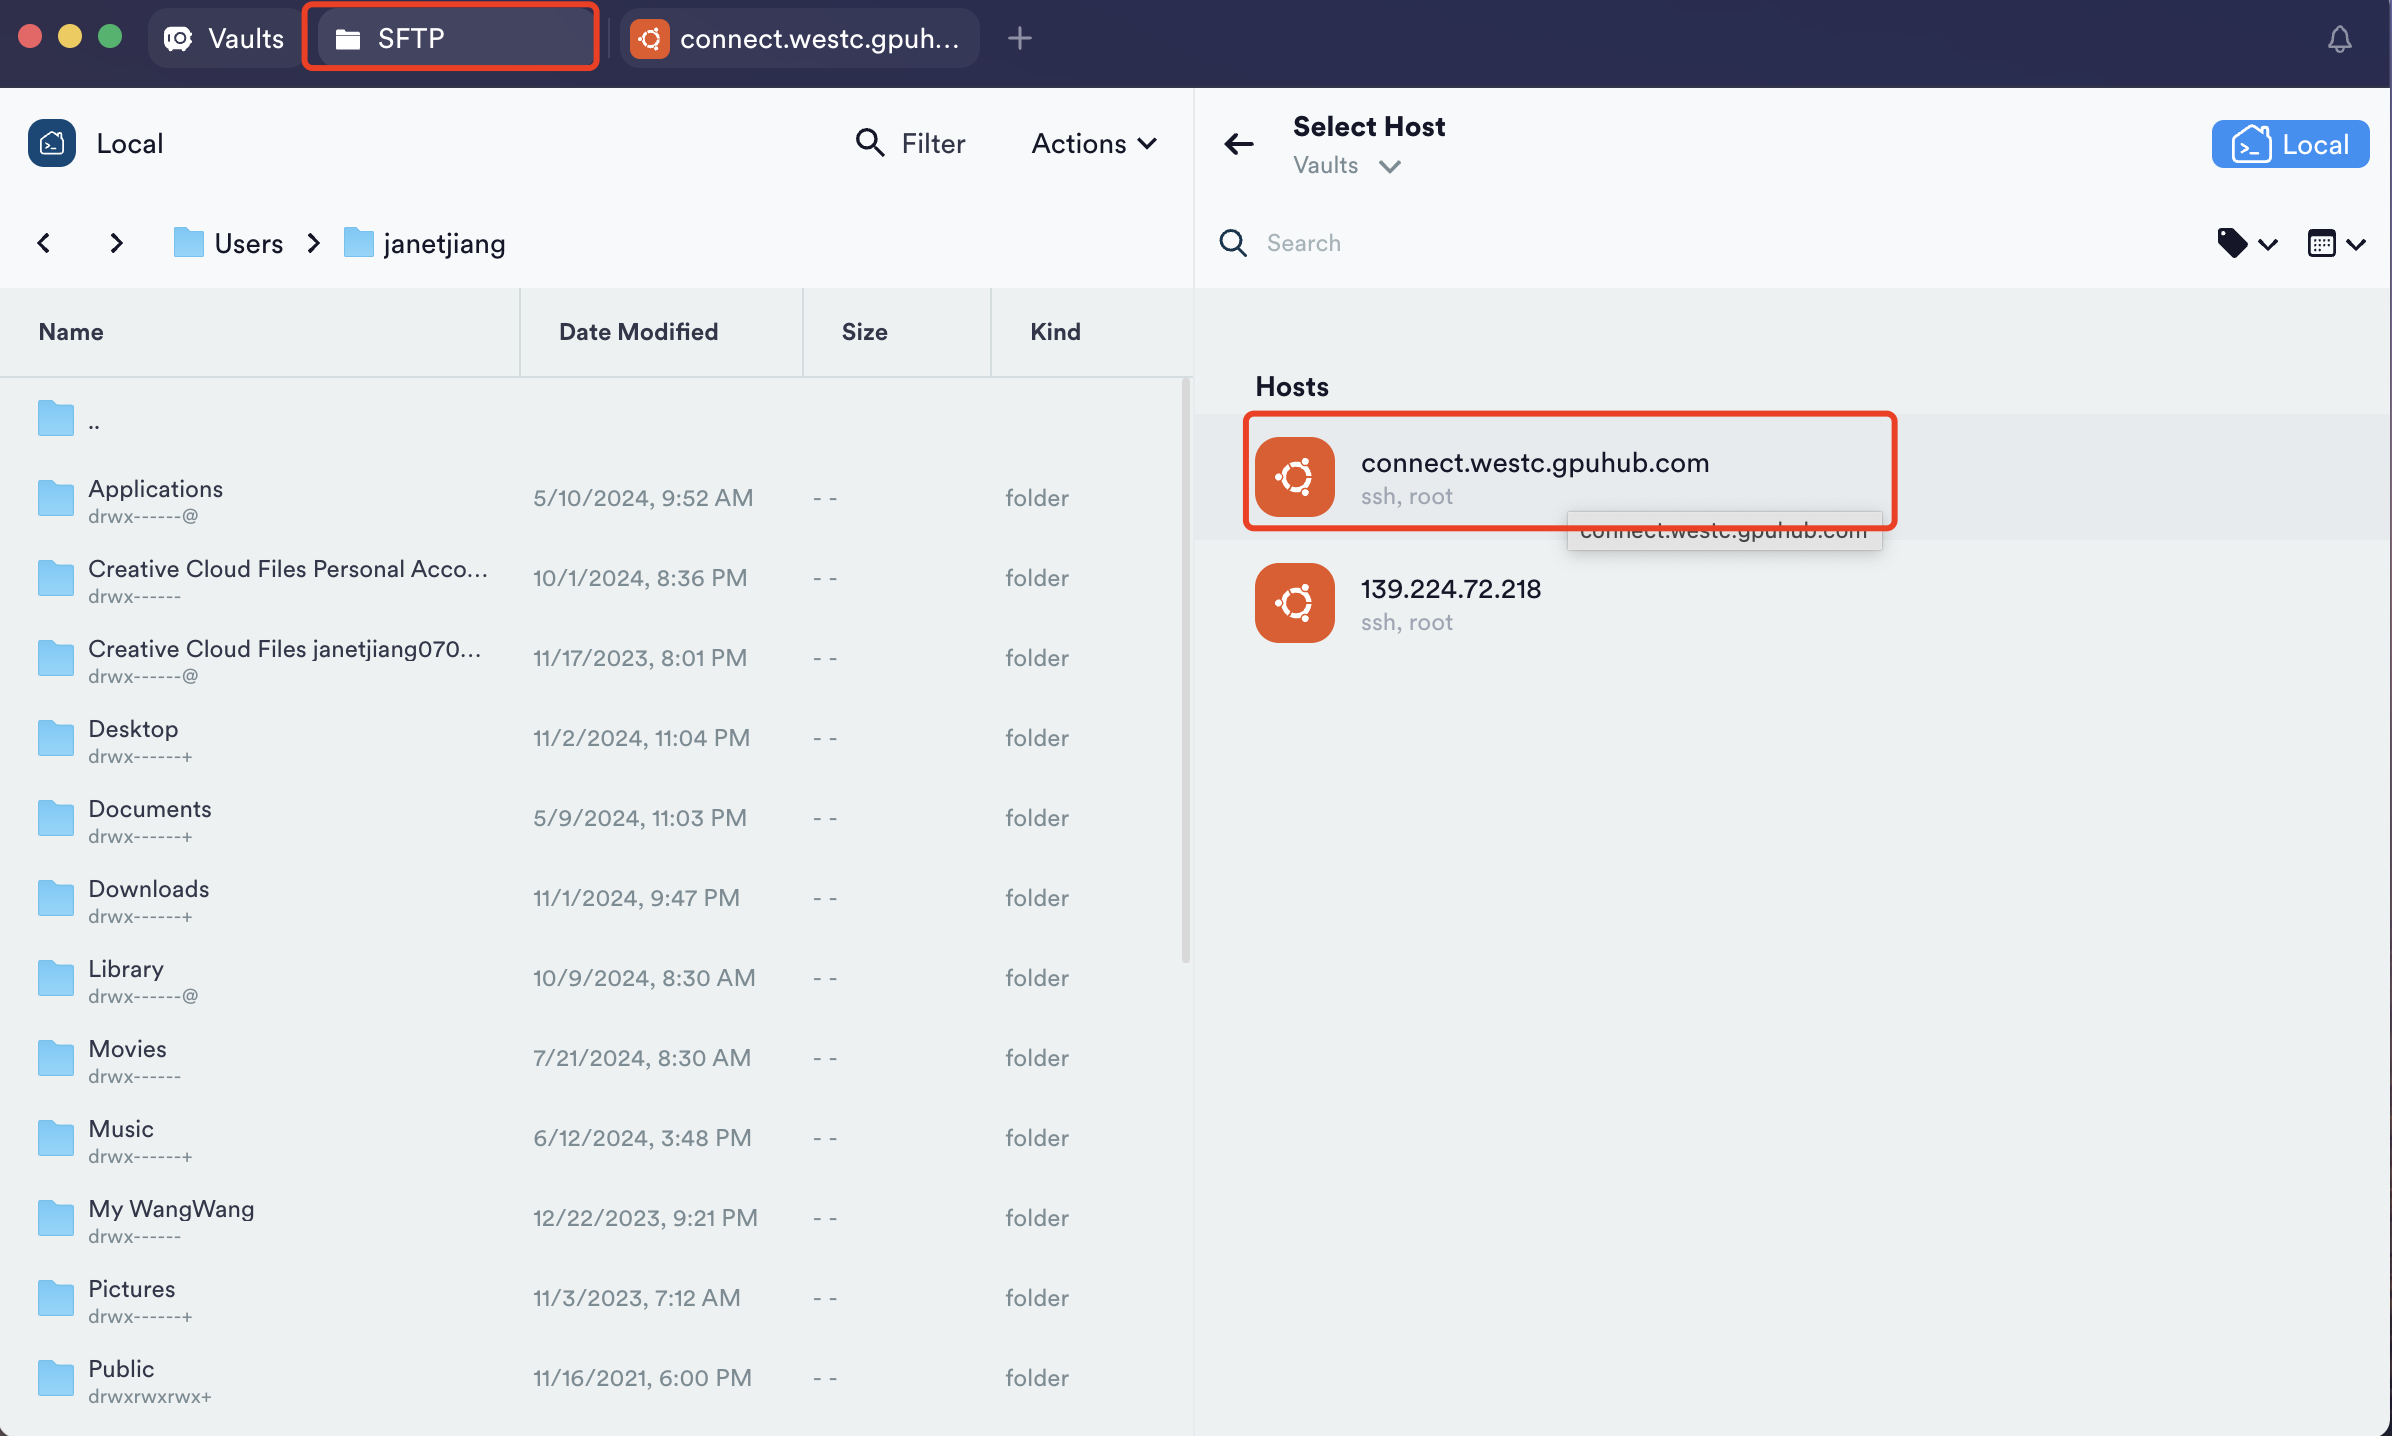 Vaults
SFTP
connect.westc.gpuh...
Local
Filter
Actions
Users
janetjiang
Name
Date Modified
Size
Kind
..
Applications
drwx------@
5/10/2024, 9:52 AM
- -
folder
Creative Cloud Files Personal Acco...
drwx------
10/1/2024, 8:36 PM
- -
folder
Creative Cloud Files janetjiang070...
drwx------@
11/17/2023, 8:01 PM
- -
folder
Desktop
drwx------+
11/2/2024, 11:04 PM
- -
folder
Documents
drwx------+
5/9/2024, 11:03 PM
- -
folder
Downloads
drwx------+
11/1/2024, 9:47 PM
- -
folder
Library
drwx------@
10/9/2024, 8:30 AM
- -
folder
Movies
drwx------
7/21/2024, 8:30 AM
- -
folder
Music
drwx------+
6/12/2024, 3:48 PM
- -
folder
My WangWang
drwx------
12/22/2023, 9:21 PM
- -
folder
Pictures
drwx------+
11/3/2023, 7:12 AM
- -
folder
Public
drwxrwxrwx+
11/16/2021, 6:00 PM
- -
folder
Select Host
Vaults
Local
Search
Hosts
connect.westc.gpuhub.com
ssh, root
connect.westc.gpuhub.com
139.224.72.218
ssh, root